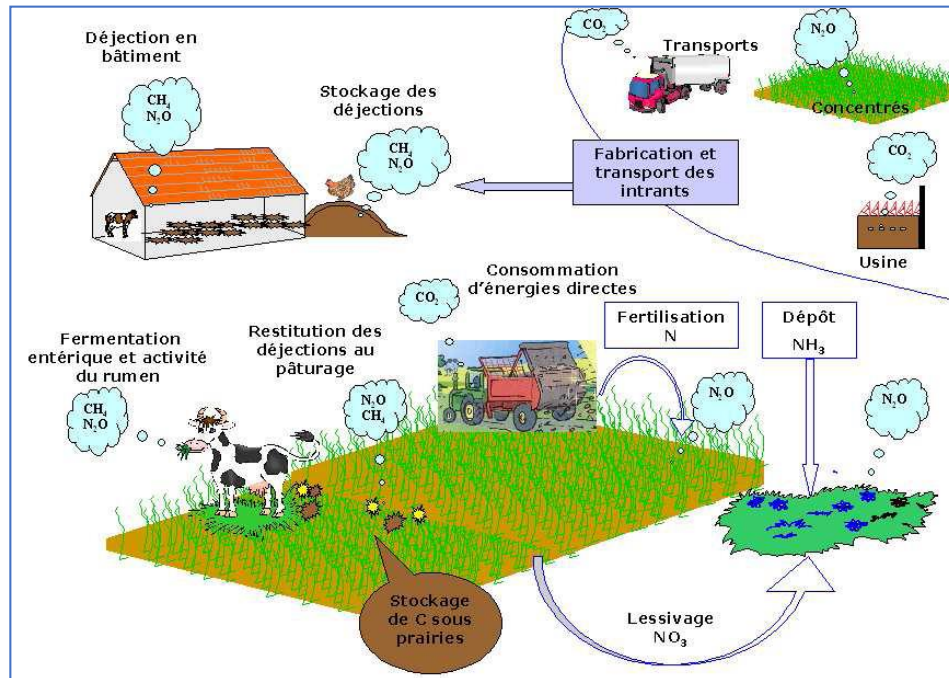 Déjection en
bâtiment
CH₄
N₂O
Stockage des
déjections
CH₄
N₂O
CO₂
Transports
N₂O
Concentrés
Fabrication et
transport des
intrants
CO₂
Usine
Consommation
d'énergies directes
CO₂
Fermentation
entérique et activité
du rumen
CH₄
N₂O
Restitution des
déjections au
pâturage
N₂O
CH₄
Fertilisation
N
N₂O
Dépôt
NH₃
N₂O
Stockage
de C sous
prairies
Lessivage
NO₃